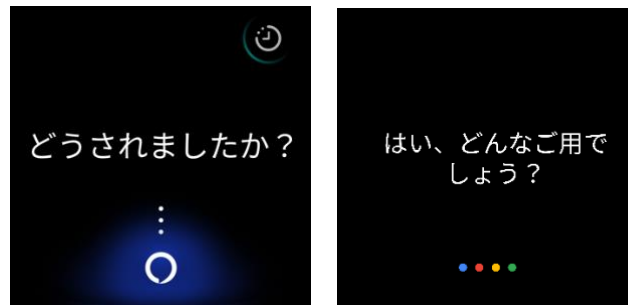 どうされましたか？
はい、どんなご用で
しょう？